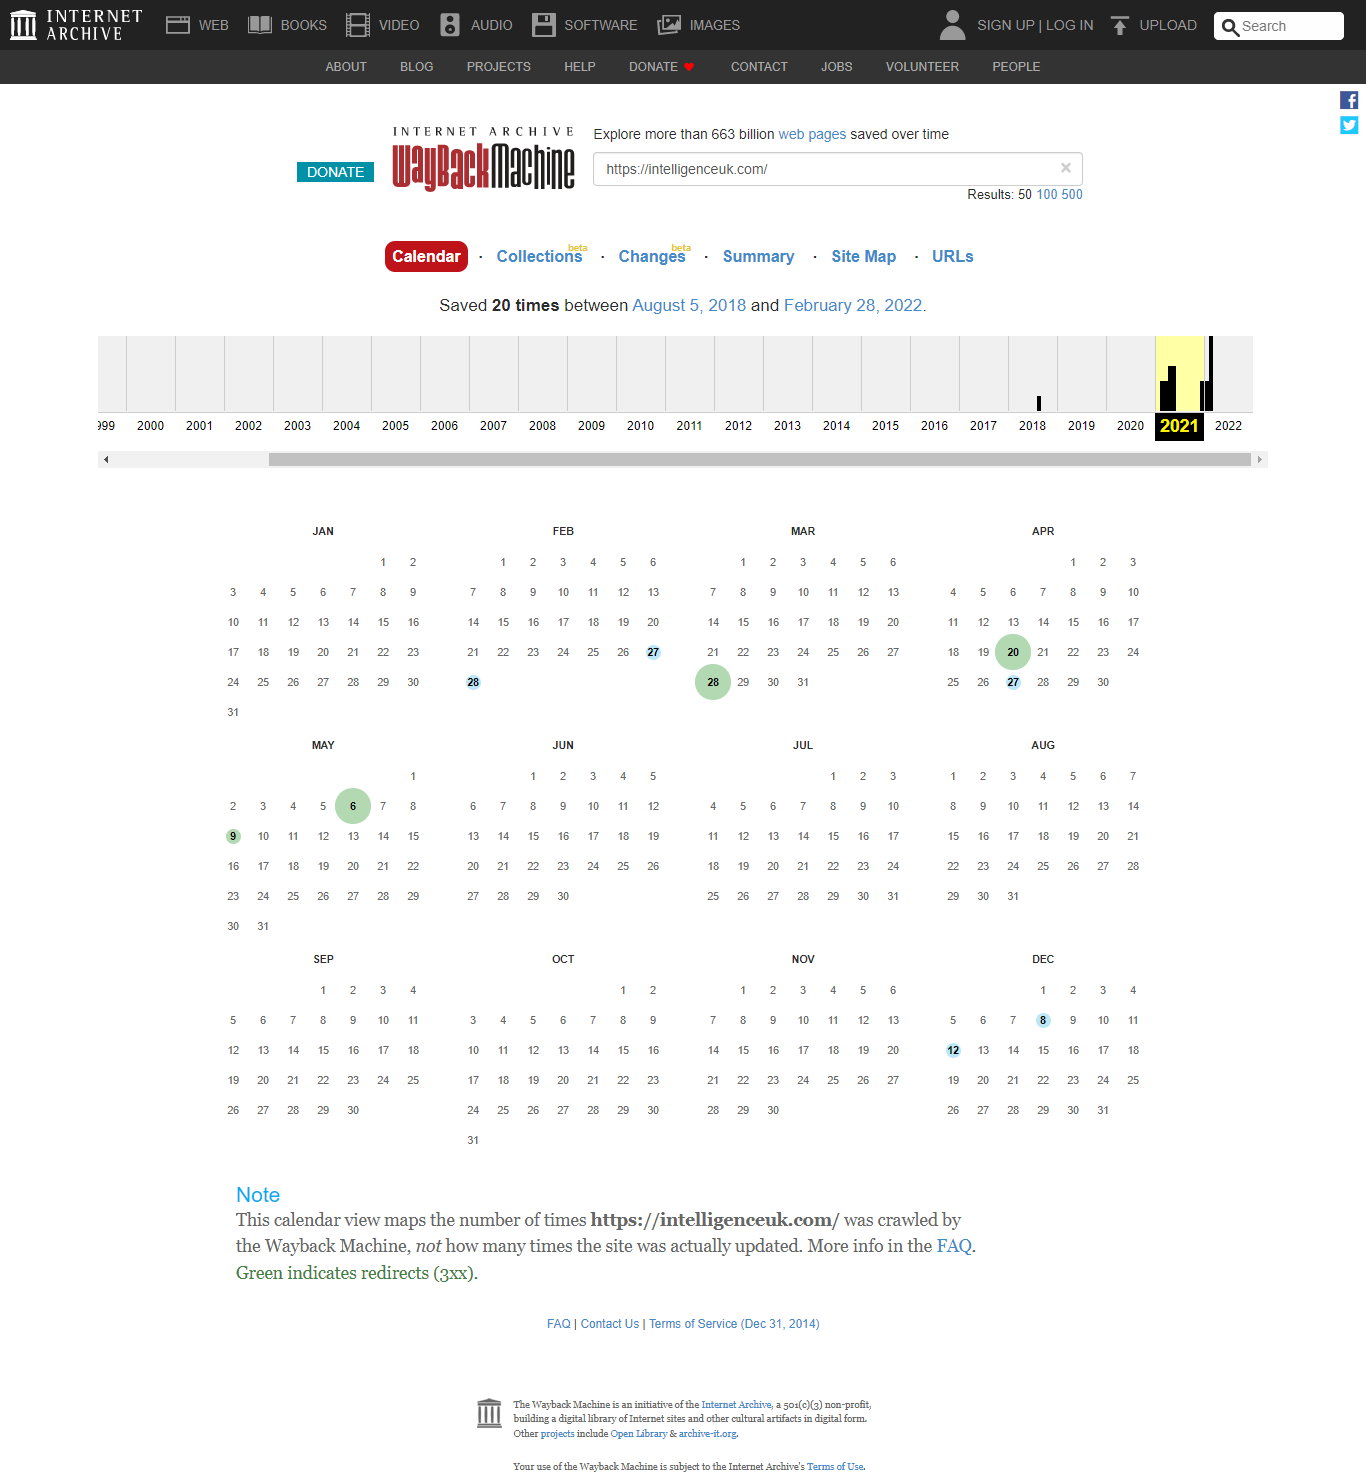 INTERNET ARCHIVE WEB BOOKS VIDEO AUDIO SOFTWARE IMAGES SIGN UP | LOG IN UPLOAD Search
ABOUT BLOG PROJECTS HELP DONATE CONTACT JOBS VOLUNTEER PEOPLE
DONATE
INTERNET ARCHIVE
WayBackMachine
Explore more than 663 billion web pages saved over time
https://intelligenceuk.com/ ×
Results: 50 100 500
Calendar · Collections beta · Changes beta · Summary · Site Map · URLs
Saved 20 times between August 5, 2018 and February 28, 2022.
999 2000 2001 2002 2003 2004 2005 2006 2007 2008 2009 2010 2011 2012 2013 2014 2015 2016 2017 2018 2019 2020 2021 2022
JAN
1 2
3 4 5 6 7 8 9
10 11 12 13 14 15 16
17 18 19 20 21 22 23
24 25 26 27 28 29 30
31
FEB
1 2 3 4 5 6
7 8 9 10 11 12 13
14 15 16 17 18 19 20
21 22 23 24 25 26 27
28
MAR
1 2 3 4 5 6
7 8 9 10 11 12 13
14 15 16 17 18 19 20
21 22 23 24 25 26 27
28 29 30 31
APR
1 2 3
4 5 6 7 8 9 10
11 12 13 14 15 16 17
18 19 20 21 22 23 24
25 26 27 28 29 30
MAY
1
2 3 4 5 6 7 8
9 10 11 12 13 14 15
16 17 18 19 20 21 22
23 24 25 26 27 28 29
30 31
JUN
1 2 3 4 5
6 7 8 9 10 11 12
13 14 15 16 17 18 19
20 21 22 23 24 25 26
27 28 29 30
JUL
1 2 3
4 5 6 7 8 9 10
11 12 13 14 15 16 17
18 19 20 21 22 23 24
25 26 27 28 29 30 31
AUG
1 2 3 4 5 6 7
8 9 10 11 12 13 14
15 16 17 18 19 20 21
22 23 24 25 26 27 28
29 30 31
SEP
1 2 3 4
5 6 7 8 9 10 11
12 13 14 15 16 17 18
19 20 21 22 23 24 25
26 27 28 29 30
OCT
1 2
3 4 5 6 7 8 9
10 11 12 13 14 15 16
17 18 19 20 21 22 23
24 25 26 27 28 29 30
31
NOV
1 2 3 4 5 6
7 8 9 10 11 12 13
14 15 16 17 18 19 20
21 22 23 24 25 26 27
28 29 30
DEC
1 2 3 4
5 6 7 8 9 10 11
12 13 14 15 16 17 18
19 20 21 22 23 24 25
26 27 28 29 30 31
Note
This calendar view maps the number of times https://intelligenceuk.com/ was crawled by
the Wayback Machine, not how many times the site was actually updated. More info in the FAQ.
Green indicates redirects (3xx).
FAQ | Contact Us | Terms of Service (Dec 31, 2014)
The Wayback Machine is an initiative of the Internet Archive, a 501(c)(3) non-profit,
building a digital library of Internet sites and other cultural artifacts in digital form.
Other projects include Open Library & archive-it.org.
Your use of the Wayback Machine is subject to the Internet Archive's Terms of Use.